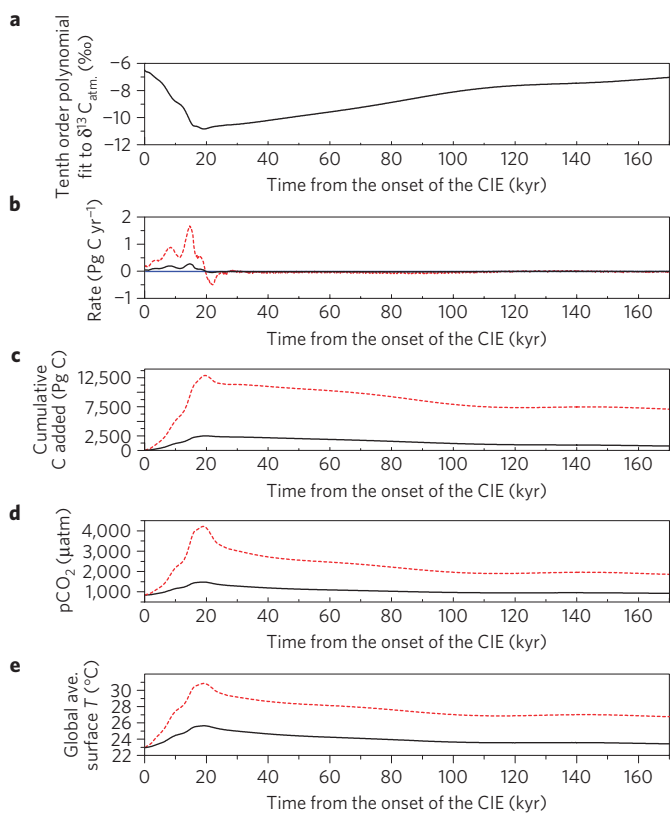 a
Tenth order polynomial
fit to δ¹³Catm. (‰)
−6
−8
−10
−12
0 20 40 60 80 100 120 140 160
Time from the onset of the CIE (kyr)
b
Rate (Pg C yr⁻¹)
2
1
0
−1
0 20 40 60 80 100 120 140 160
Time from the onset of the CIE (kyr)
c
Cumulative
C added (Pg C)
12,500
7,500
2,500
0
0 20 40 60 80 100 120 140 160
Time from the onset of the CIE (kyr)
d
pCO₂ (µatm)
4,000
3,000
2,000
1,000
0 20 40 60 80 100 120 140 160
Time from the onset of the CIE (kyr)
e
Global ave.
surface T (°C)
30
28
26
24
22
0 20 40 60 80 100 120 140 160
Time from the onset of the CIE (kyr)